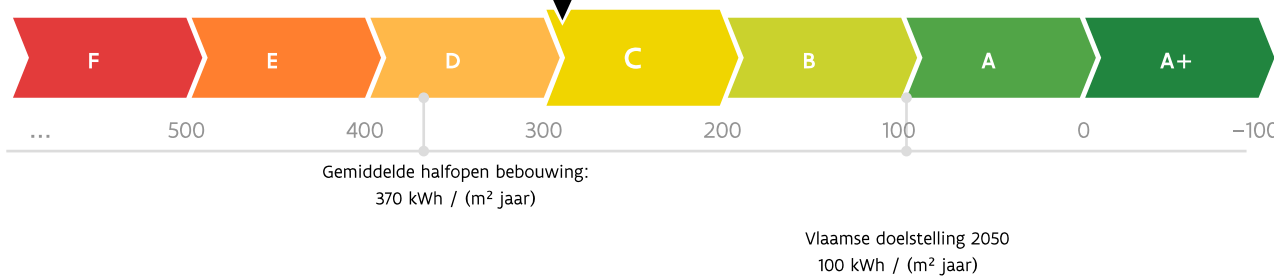 F E D C B A A+
... 500 400 300 200 100 0 −100
Gemiddelde halfopen bebouwing:
370 kWh / (m² jaar)
Vlaamse doelstelling 2050
100 kWh / (m² jaar)